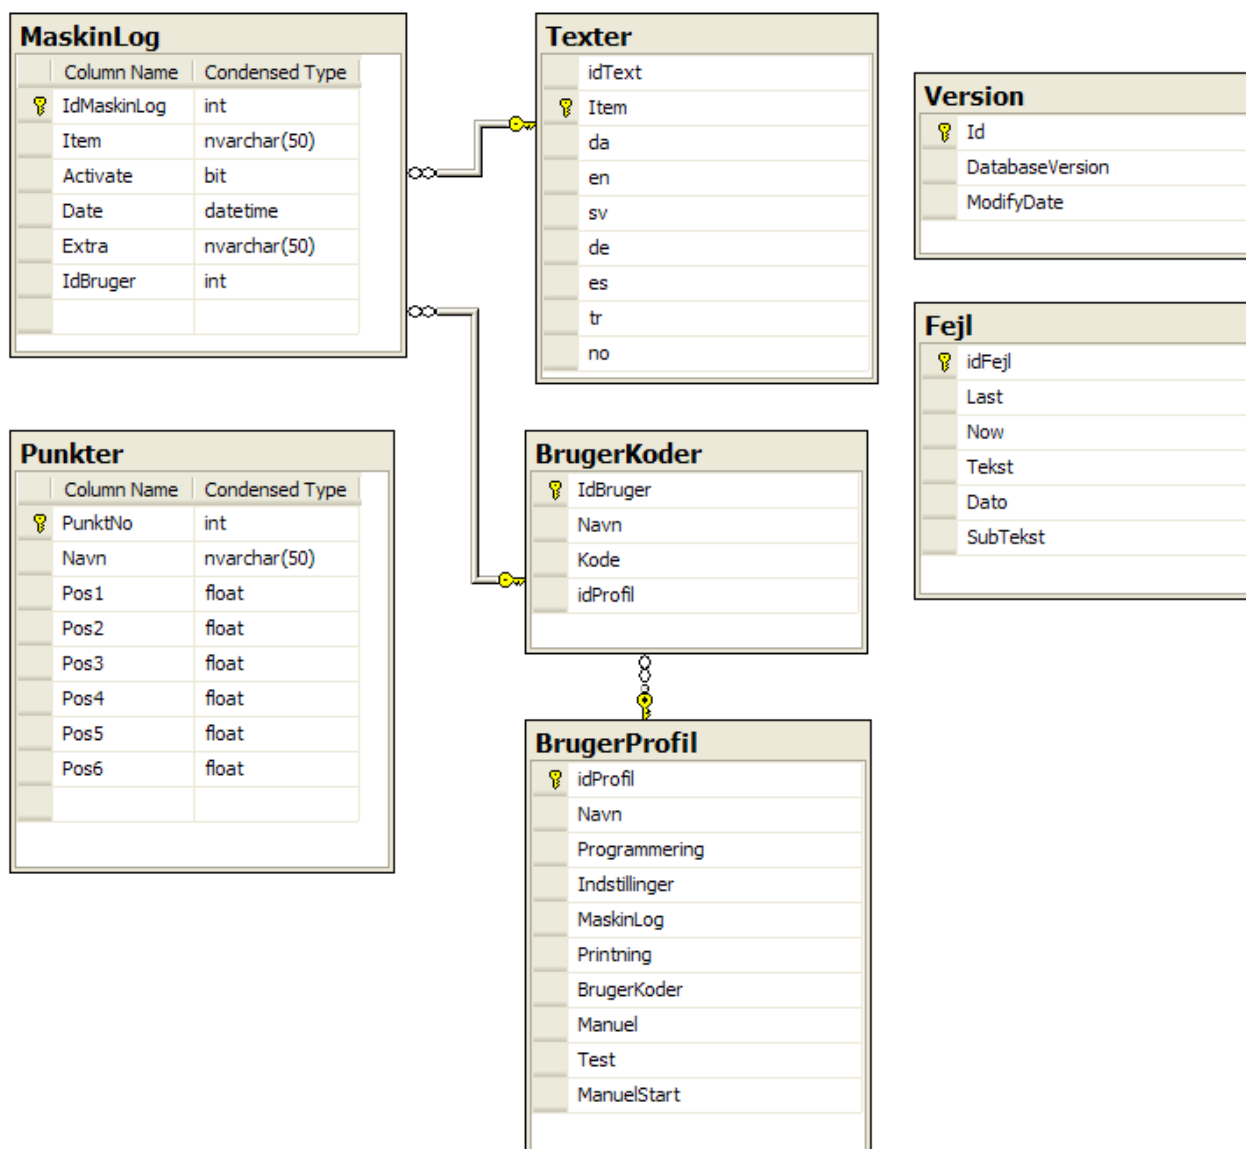 MaskinLog
Column Name Condensed Type
IdMaskinLog int
Item nvarchar(50)
Activate bit
Date datetime
Extra nvarchar(50)
IdBruger int
Texter
idText
Item
da
en
sv
de
es
tr
no
Version
Id
DatabaseVersion
ModifyDate
Fejl
idFejl
Last
Now
Tekst
Dato
SubTekst
Punkter
Column Name Condensed Type
PunktNo int
Navn nvarchar(50)
Pos1 float
Pos2 float
Pos3 float
Pos4 float
Pos5 float
Pos6 float
BrugerKoder
IdBruger
Navn
Kode
idProfil
BrugerProfil
idProfil
Navn
Programmering
Indstillinger
MaskinLog
Printning
BrugerKoder
Manuel
Test
ManuelStart